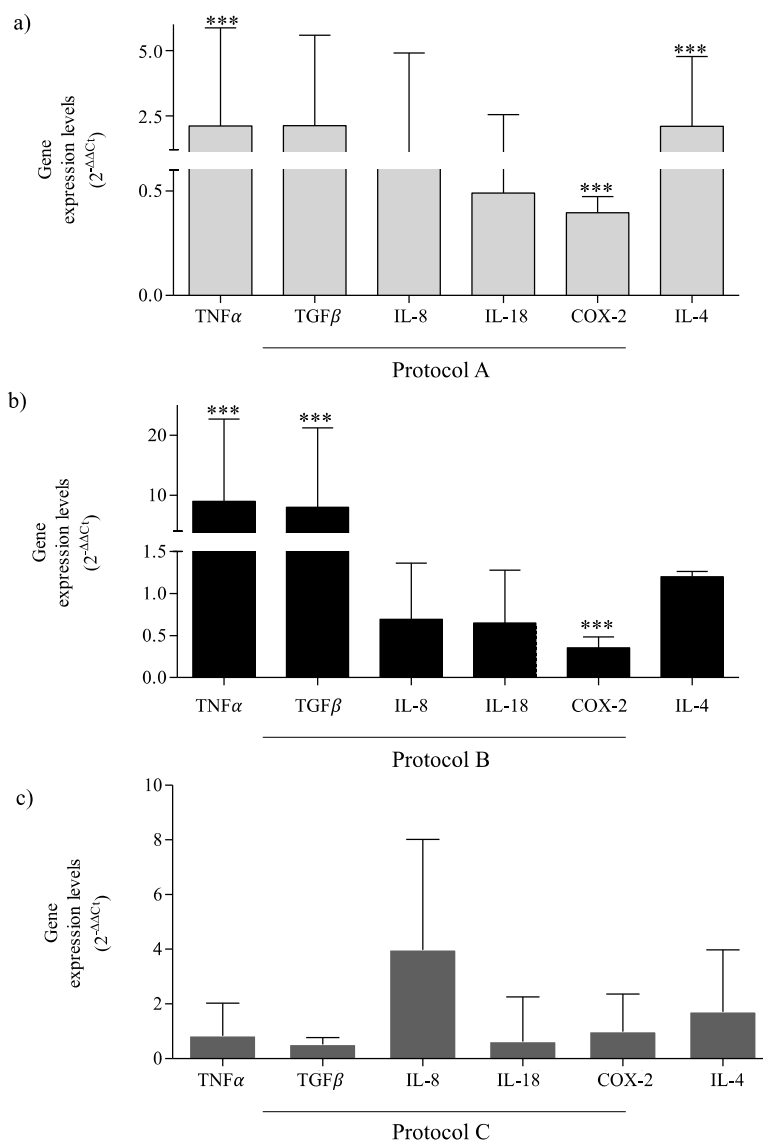 a)
Gene
expression levels
(2^-ΔΔCt)
5.0
2.5
0.5
0.0
***
***
***
TNFα TGFβ IL-8 IL-18 COX-2 IL-4
Protocol A
b)
Gene
expression levels
(2^-ΔΔCt)
20
10
1.5
1.0
0.5
0.0
***
***
***
TNFα TGFβ IL-8 IL-18 COX-2 IL-4
Protocol B
c)
Gene
expression levels
(2^-ΔΔCt)
10
8
6
4
2
0
TNFα TGFβ IL-8 IL-18 COX-2 IL-4
Protocol C